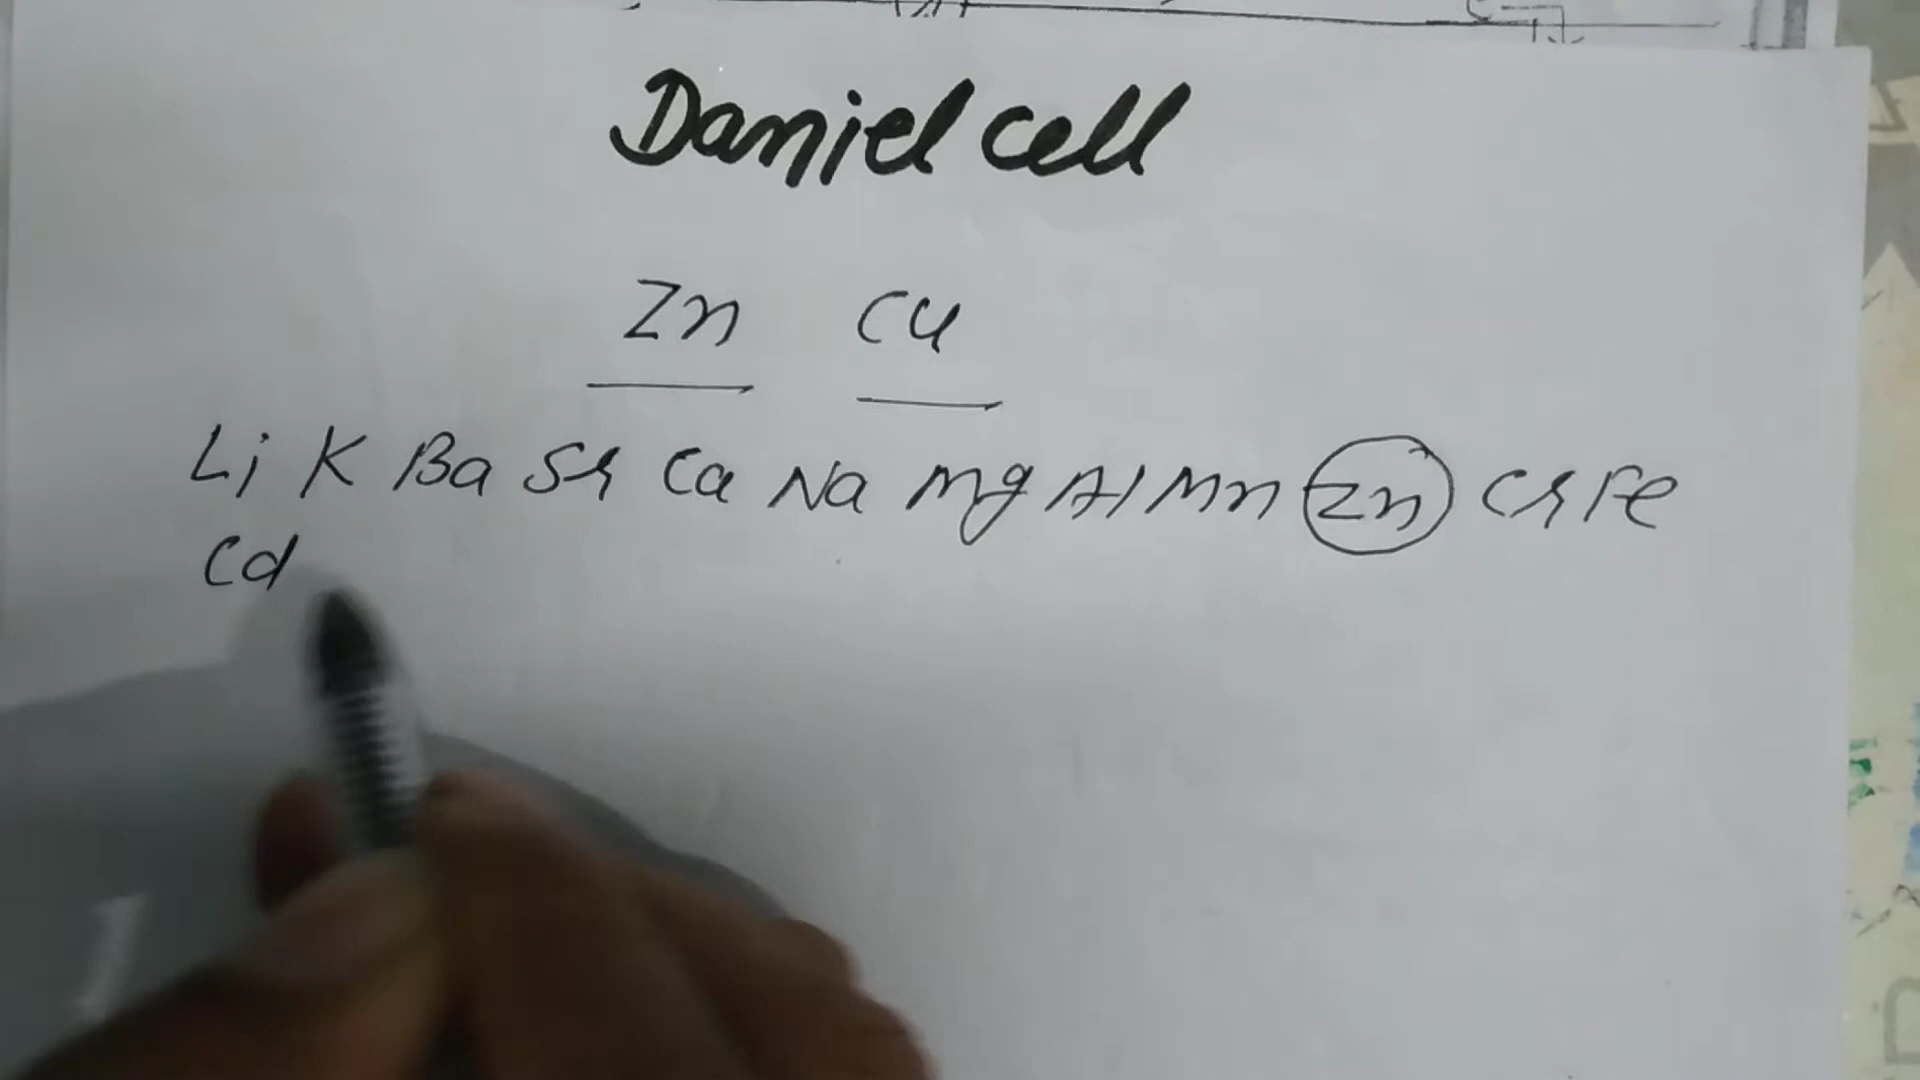 Daniel cell
Zn Cu
Li K Ba Sr Ca Na Mg Al Mn Zn Cr Fe
Cd